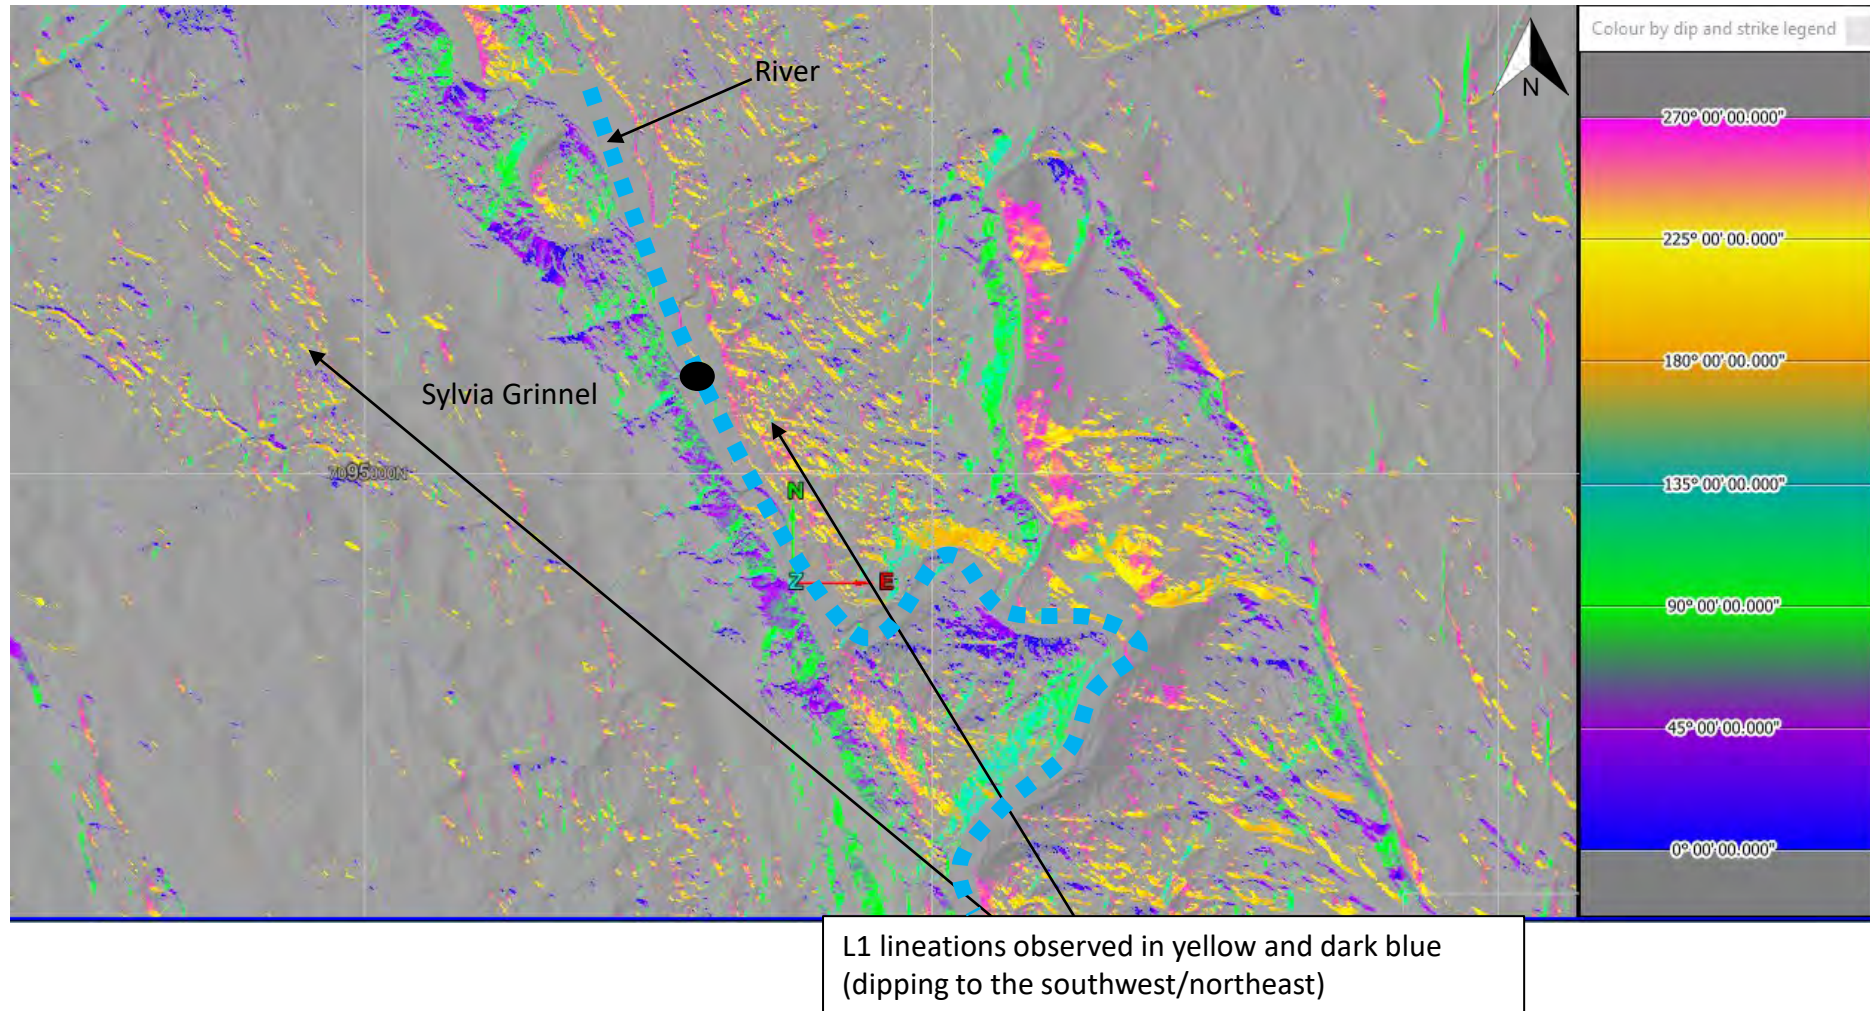 Colour by dip and strike legend
River
N
270° 00' 00.000"
225° 00' 00.000"
180° 00' 00.000"
Sylvia Grinnel
N
135° 00' 00.000"
Z
E
90° 00' 00.000"
45° 00' 00.000"
0° 00' 00.000"
L1 lineations observed in yellow and dark blue
(dipping to the southwest/northeast)